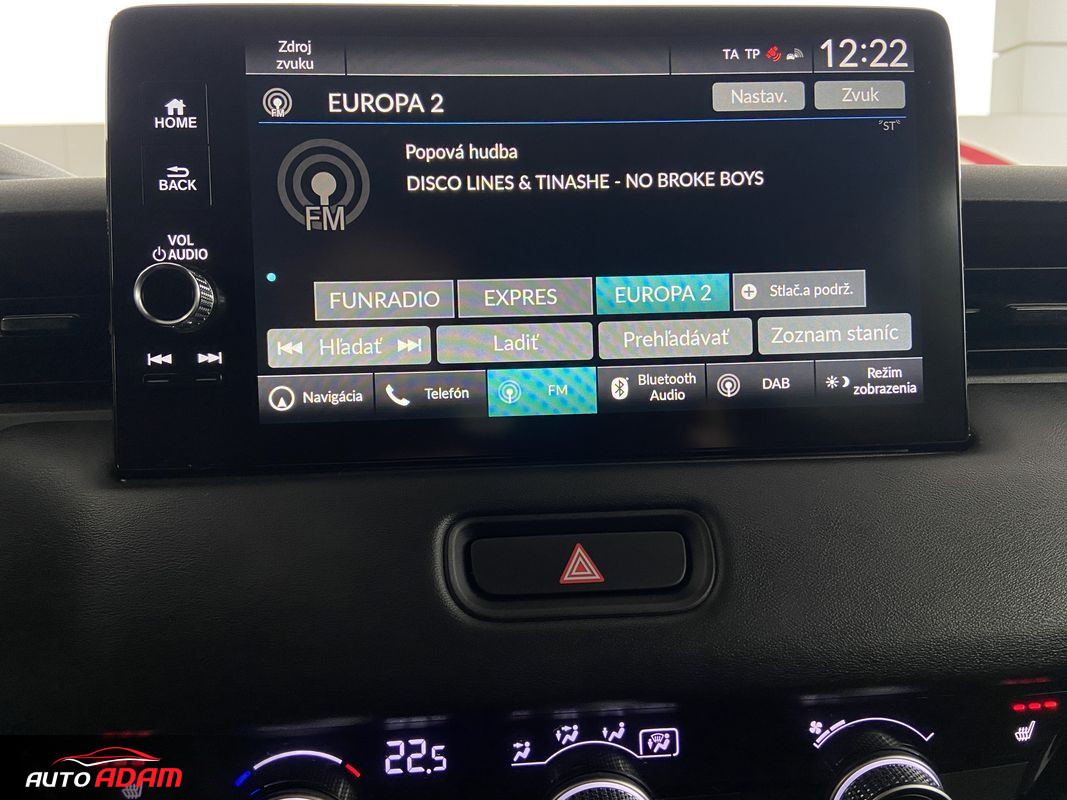 Zdroj
zvuku
TA TP
12:22
HOME
FM
EUROPA 2
Nastav.
Zvuk
"ST"
BACK
Popová hudba
DISCO LINES & TINASHE - NO BROKE BOYS
FM
VOL
AUDIO
FUNRADIO
EXPRES
EUROPA 2
Stlač.a podrž.
Hľadať
Ladiť
Prehľadávať
Zoznam staníc
Navigácia
Telefón
FM
Bluetooth
Audio
DAB
Režim
zobrazenia
22.5
AUTO ADAM